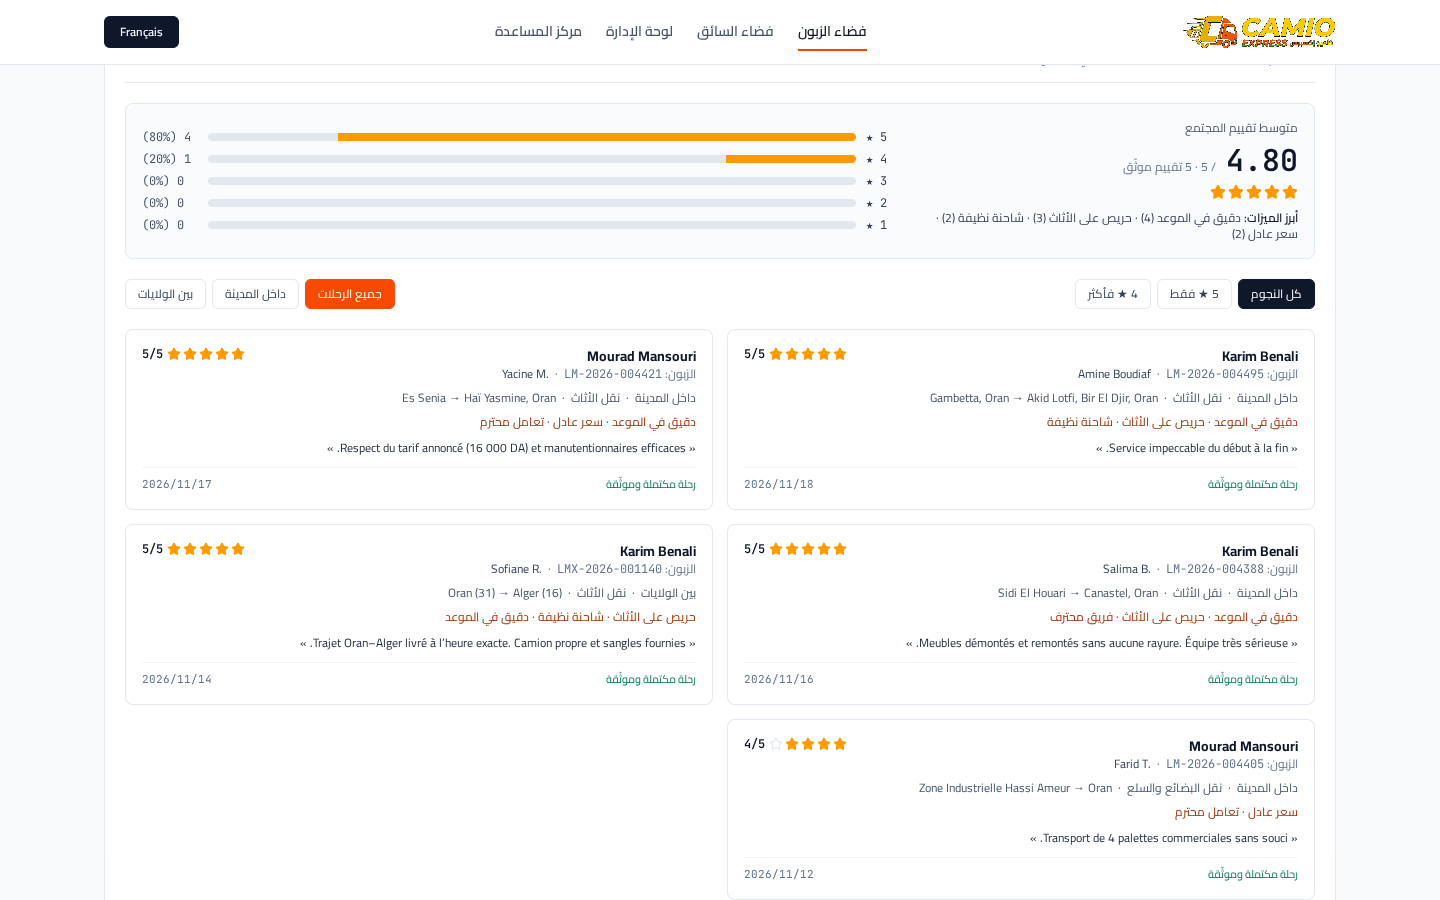 CAMIO
EXPRESS كاميو إكسبرس
فضاء الزبون
فضاء السائق
لوحة الإدارة
مركز المساعدة
Français
متوسط تقييم المجتمع
4.80 / 5 · 5 تقييم موثّق
أبرز الميزات: دقيق في الموعد (4) · حريص على الأثاث (3) · شاحنة نظيفة (2) ·
سعر عادل (2)
5 ★ 4 (80%)
4 ★ 1 (20%)
3 ★ 0 (0%)
2 ★ 0 (0%)
1 ★ 0 (0%)
كل النجوم
5 ★ فقط
4 ★ فأكثر
جميع الرحلات
داخل المدينة
بين الولايات
Karim Benali
5/5
الزبون: Amine Boudiaf · LM-2026-004495
داخل المدينة · نقل الأثاث · Gambetta, Oran → Akid Lotfi, Bir El Djir, Oran
دقيق في الموعد · حريص على الأثاث · شاحنة نظيفة
« Service impeccable du début à la fin. »
رحلة مكتملة وموثّقة
2026/11/18
Mourad Mansouri
5/5
الزبون: Yacine M. · LM-2026-004421
داخل المدينة · نقل الأثاث · Es Senia → Haï Yasmine, Oran
دقيق في الموعد · سعر عادل · تعامل محترم
« Respect du tarif annoncé (16 000 DA) et manutentionnaires efficaces. »
رحلة مكتملة وموثّقة
2026/11/17
Karim Benali
5/5
الزبون: Salima B. · LM-2026-004388
داخل المدينة · نقل الأثاث · Sidi El Houari → Canastel, Oran
دقيق في الموعد · حريص على الأثاث · فريق محترف
« Meubles démontés et remontés sans aucune rayure. Équipe très sérieuse. »
رحلة مكتملة وموثّقة
2026/11/16
Karim Benali
5/5
الزبون: Sofiane R. · LMX-2026-001140
بين الولايات · نقل الأثاث · Oran (31) → Alger (16)
حريص على الأثاث · شاحنة نظيفة · دقيق في الموعد
« Trajet Oran–Alger livré à l’heure exacte. Camion propre et sangles fournies. »
رحلة مكتملة وموثّقة
2026/11/14
Mourad Mansouri
4/5
الزبون: Farid T. · LM-2026-004405
داخل المدينة · نقل البضائع والسلع · Zone Industrielle Hassi Ameur → Oran
سعر عادل · تعامل محترم
« Transport de 4 palettes commerciales sans souci. »
رحلة مكتملة وموثّقة
2026/11/12